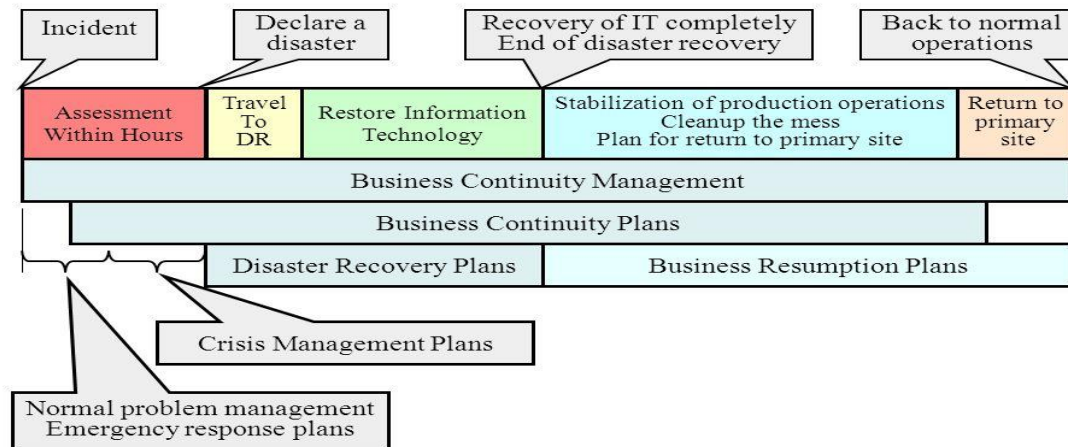 Incident
Declare a
disaster
Recovery of IT completely
End of disaster recovery
Back to normal
operations
Assessment
Within Hours
Travel
To
DR
Restore Information
Technology
Stabilization of production operations
Cleanup the mess
Plan for return to primary site
Return to
primary
site
Business Continuity Management
Business Continuity Plans
Disaster Recovery Plans
Business Resumption Plans
Crisis Management Plans
Normal problem management
Emergency response plans